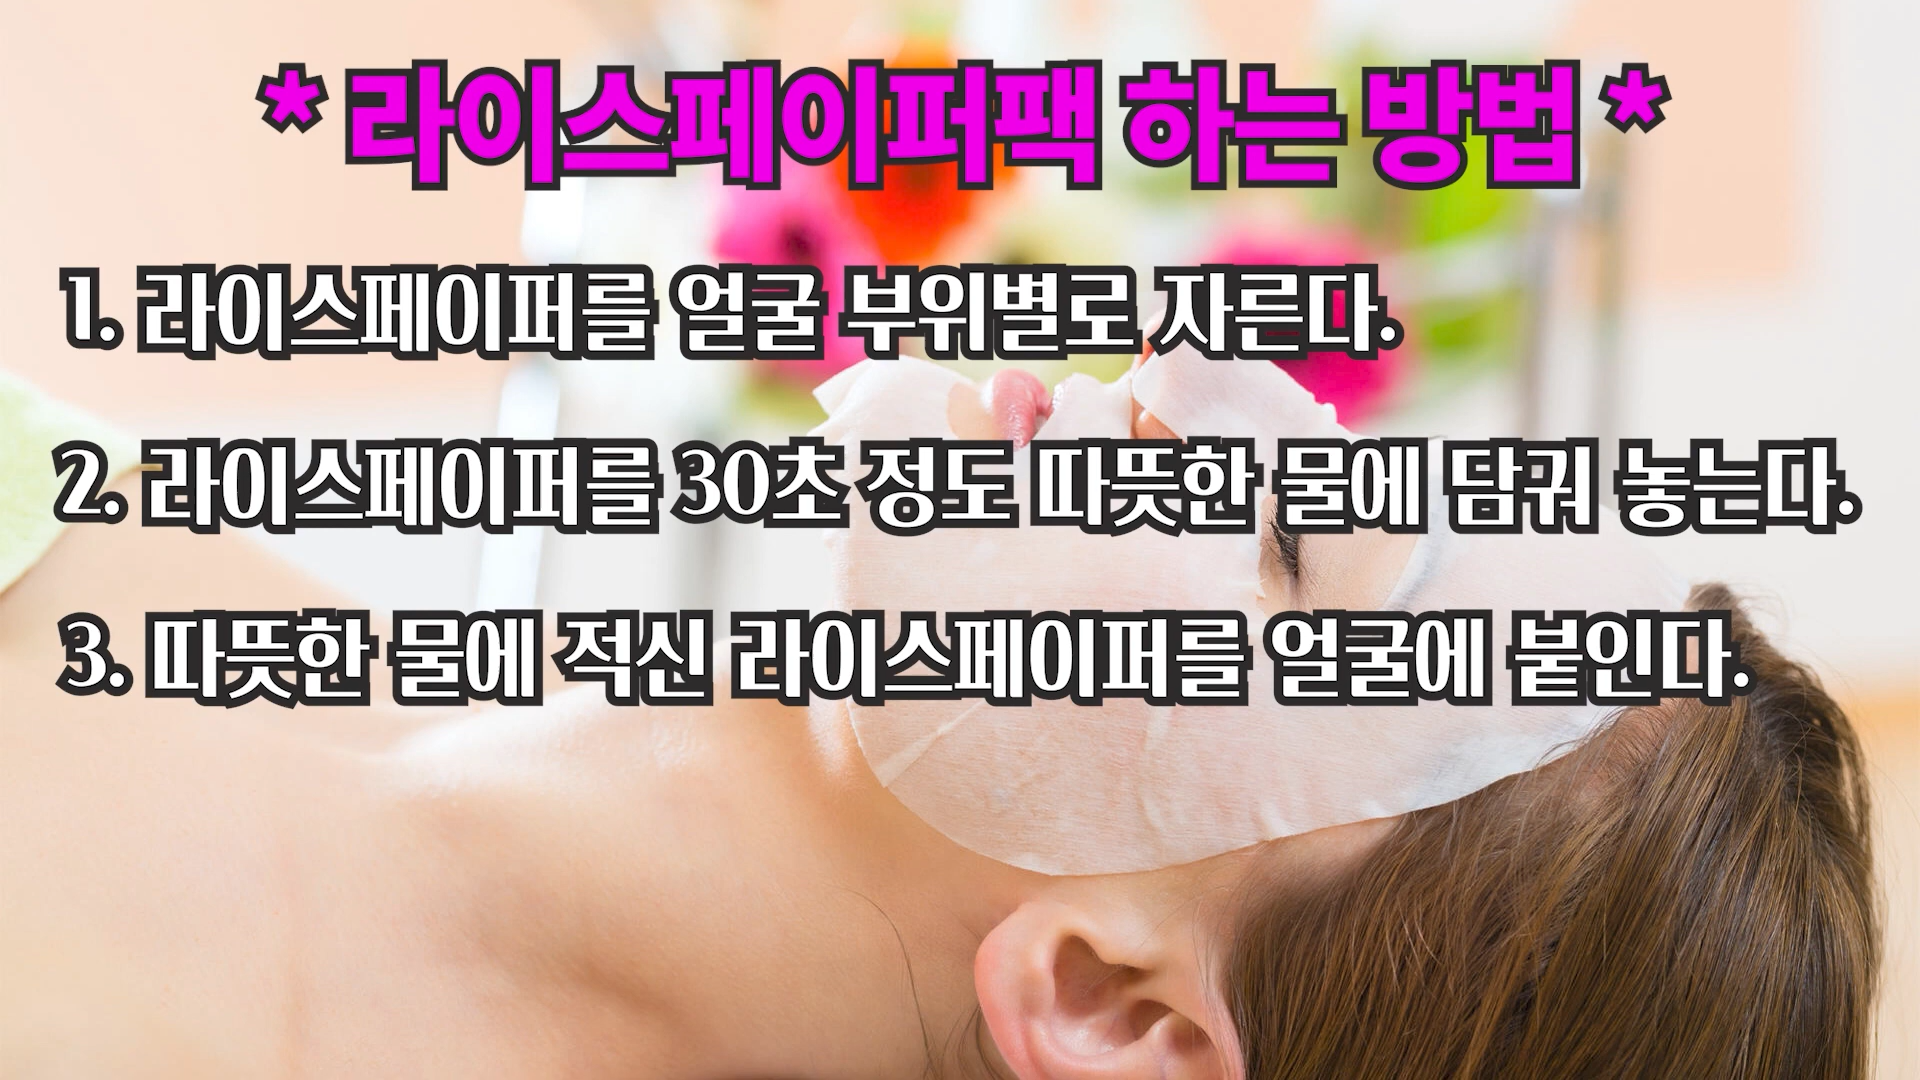 * 라이스페이퍼팩 하는 방법 *
1. 라이스페이퍼를 얼굴 부위별로 자른다.
2. 라이스페이퍼를 30초 정도 따뜻한 물에 담궈 놓는다.
3. 따뜻한 물에 적신 라이스페이퍼를 얼굴에 붙인다.